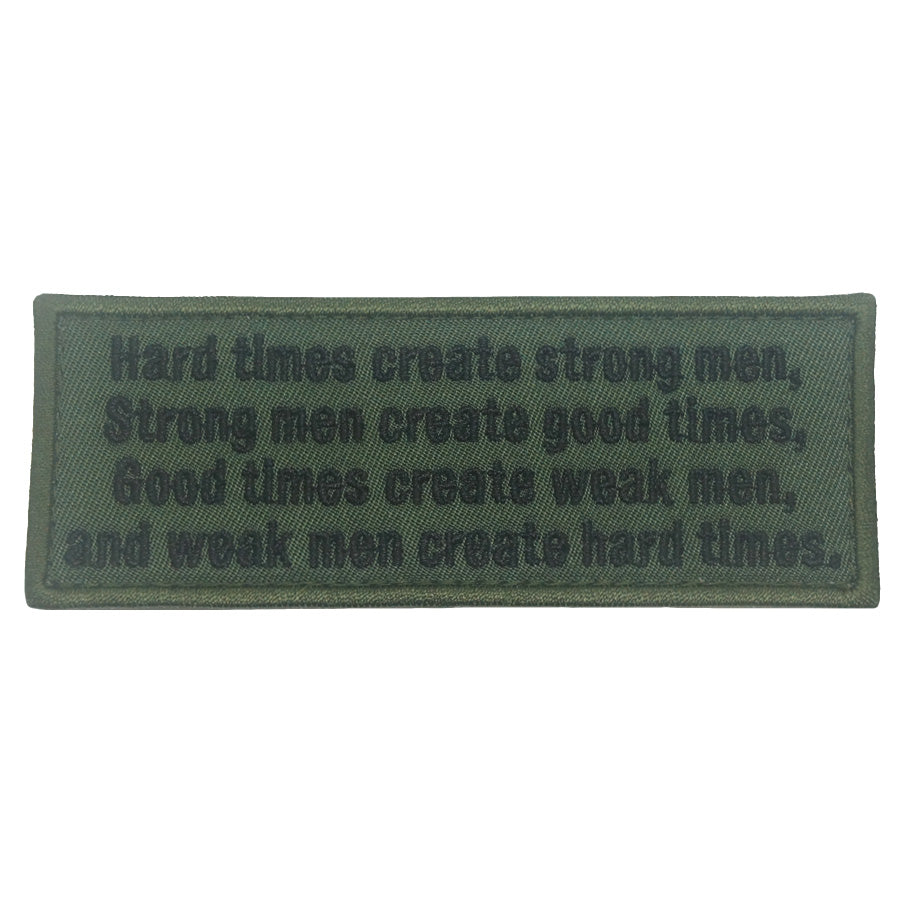 Hard times create strong men,
Strong men create good times,
Good times create weak men,
and weak men create hard times.